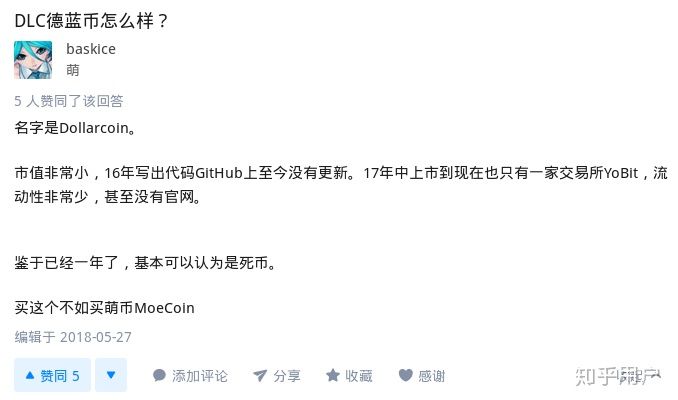 DLC德蓝币怎么样？
baskice
萌
5 人赞同了该回答
名字是Dollarcoin。
市值非常小，16年写出代码GitHub上至今没有更新。17年中上市到现在也只有一家交易所YoBit，流
动性非常少，甚至没有官网。
鉴于已经一年了，基本可以认为是死币。
买这个不如买萌币MoeCoin
编辑于 2018-05-27
赞同 5
添加评论
分享
收藏
感谢
知乎用户